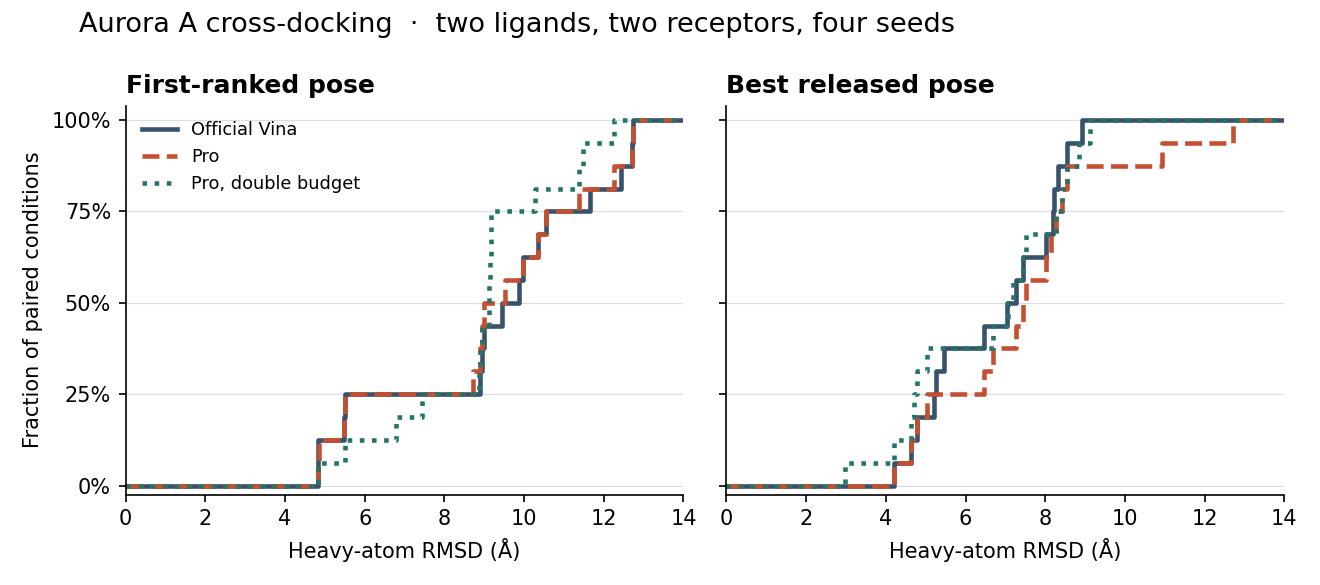 Aurora A cross-docking · two ligands, two receptors, four seeds
First-ranked pose
Best released pose
Fraction of paired conditions
100%
75%
50%
25%
0%
Official Vina
Pro
Pro, double budget
0 2 4 6 8 10 12 14
0 2 4 6 8 10 12 14
Heavy-atom RMSD (Å)
Heavy-atom RMSD (Å)